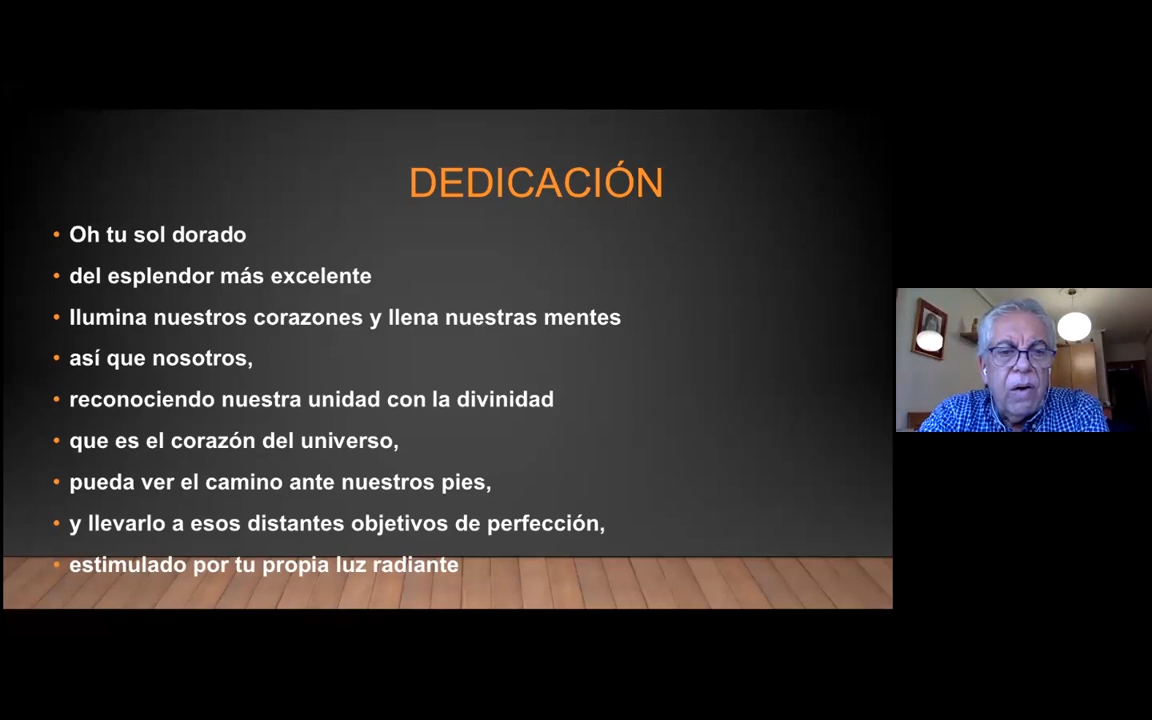 DEDICACIÓN
• Oh tu sol dorado
• del esplendor más excelente
• Ilumina nuestros corazones y llena nuestras mentes
• así que nosotros,
• reconociendo nuestra unidad con la divinidad
• que es el corazón del universo,
• pueda ver el camino ante nuestros pies,
• y llevarlo a esos distantes objetivos de perfección,
• estimulado por tu propia luz radiante